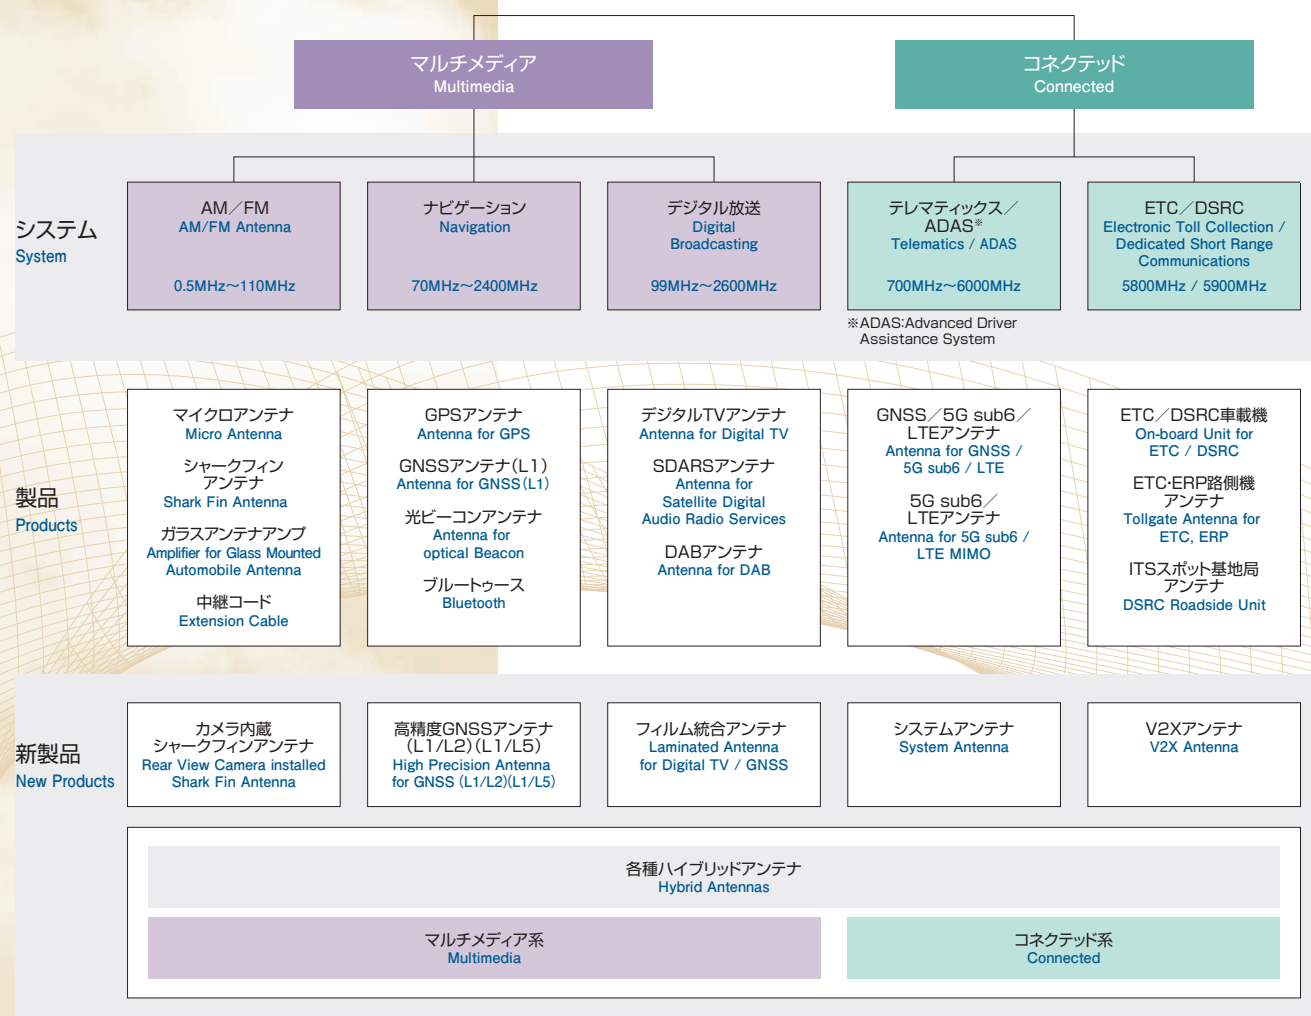 マルチメディア
Multimedia
コネクテッド
Connected
システム
System
AM／FM
AM/FM Antenna
0.5MHz～110MHz
ナビゲーション
Navigation
70MHz～2400MHz
デジタル放送
Digital
Broadcasting
99MHz～2600MHz
テレマティックス／
ADAS※
Telematics / ADAS
700MHz～6000MHz
ETC／DSRC
Electronic Toll Collection /
Dedicated Short Range
Communications
5800MHz / 5900MHz
※ADAS:Advanced Driver
Assistance System
製品
Products
マイクロアンテナ
Micro Antenna
シャークフィン
アンテナ
Shark Fin Antenna
ガラスアンテナアンプ
Amplifier for Glass Mounted
Automobile Antenna
中継コード
Extension Cable
GPSアンテナ
Antenna for GPS
GNSSアンテナ(L1)
Antenna for GNSS(L1)
光ビーコンアンテナ
Antenna for
optical Beacon
ブルートゥース
Bluetooth
デジタルTVアンテナ
Antenna for Digital TV
SDARSアンテナ
Antenna for
Satellite Digital
Audio Radio Services
DABアンテナ
Antenna for DAB
GNSS／5G sub6／
LTEアンテナ
Antenna for GNSS /
5G sub6 / LTE
5G sub6／
LTEアンテナ
Antenna for 5G sub6 /
LTE MIMO
ETC／DSRC車載機
On-board Unit for
ETC / DSRC
ETC・ERP路側機
アンテナ
Tollgate Antenna for
ETC, ERP
ITSスポット基地局
アンテナ
DSRC Roadside Unit
新製品
New Products
カメラ内蔵
シャークフィンアンテナ
Rear View Camera installed
Shark Fin Antenna
高精度GNSSアンテナ
(L1/L2)(L1/L5)
High Precision Antenna
for GNSS (L1/L2)(L1/L5)
フィルム統合アンテナ
Laminated Antenna
for Digital TV / GNSS
システムアンテナ
System Antenna
V2Xアンテナ
V2X Antenna
各種ハイブリッドアンテナ
Hybrid Antennas
マルチメディア系
Multimedia
コネクテッド系
Connected